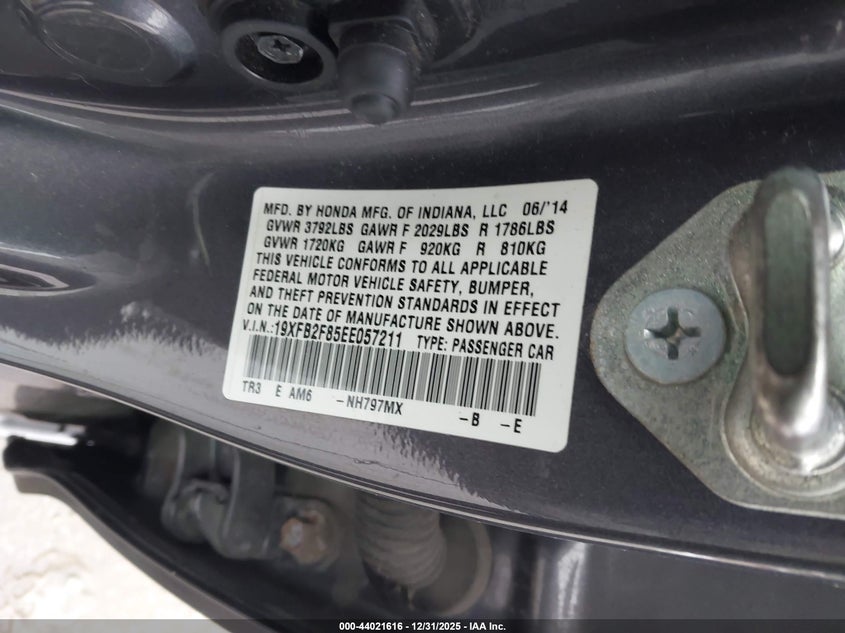 MFD. BY HONDA MFG. OF INDIANA, LLC 06/'14
GVWR 3792LBS GAWR F 2029LBS R 1786LBS
GVWR 1720KG GAWR F 920KG R 810KG
THIS VEHICLE CONFORMS TO ALL APPLICABLE
FEDERAL MOTOR VEHICLE SAFETY, BUMPER,
AND THEFT PREVENTION STANDARDS IN EFFECT
ON THE DATE OF MANUFACTURE SHOWN ABOVE.
V.I.N.:19XFB2F85EE057211 TYPE: PASSENGER CAR
TR3 E AM6 -NH797MX -B -E
000-44021616 - 12/31/2025 - IAA Inc.